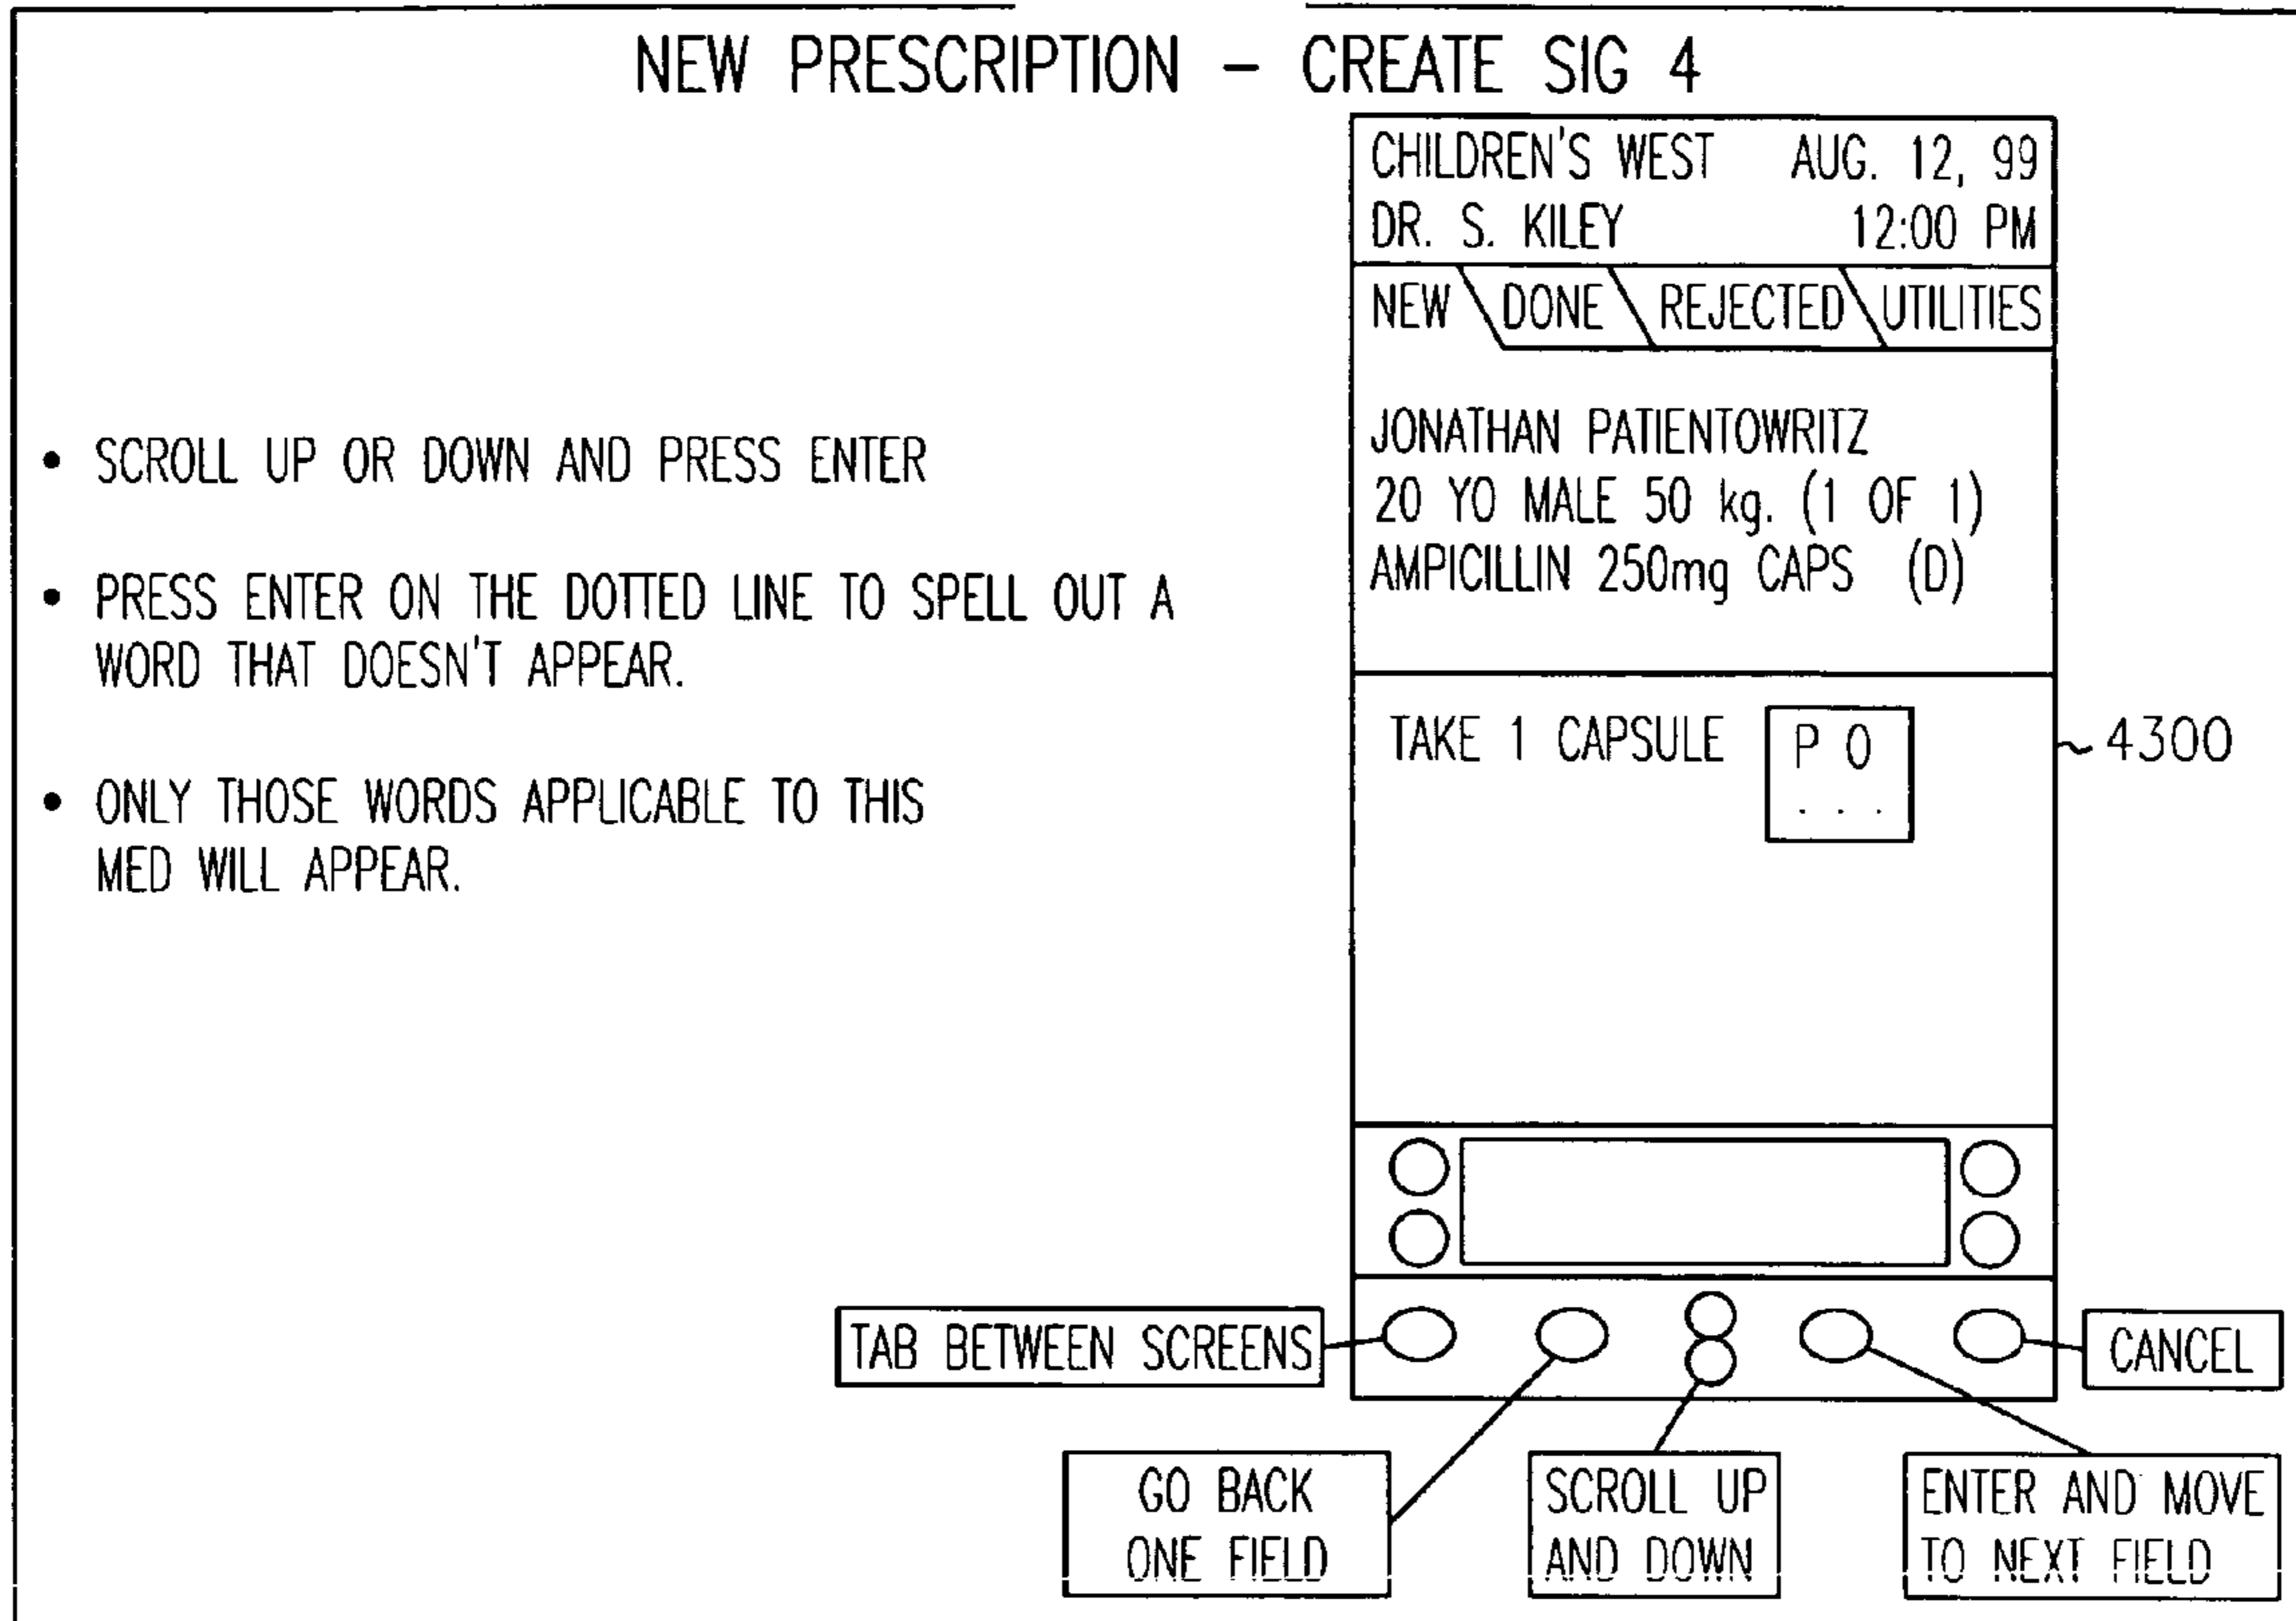 NEW PRESCRIPTION – CREATE SIG 4
• SCROLL UP OR DOWN AND PRESS ENTER
• PRESS ENTER ON THE DOTTED LINE TO SPELL OUT A
WORD THAT DOESN'T APPEAR.
• ONLY THOSE WORDS APPLICABLE TO THIS
MED WILL APPEAR.
CHILDREN'S WEST AUG. 12, 99
DR. S. KILEY 12:00 PM
NEW DONE REJECTED UTILITIES
JONATHAN PATIENTOWRITZ
20 YO MALE 50 kg. (1 OF 1)
AMPICILLIN 250mg CAPS (D)
TAKE 1 CAPSULE P O
. . .
4300
TAB BETWEEN SCREENS
CANCEL
GO BACK
ONE FIELD
SCROLL UP
AND DOWN
ENTER AND MOVE
TO NEXT FIELD